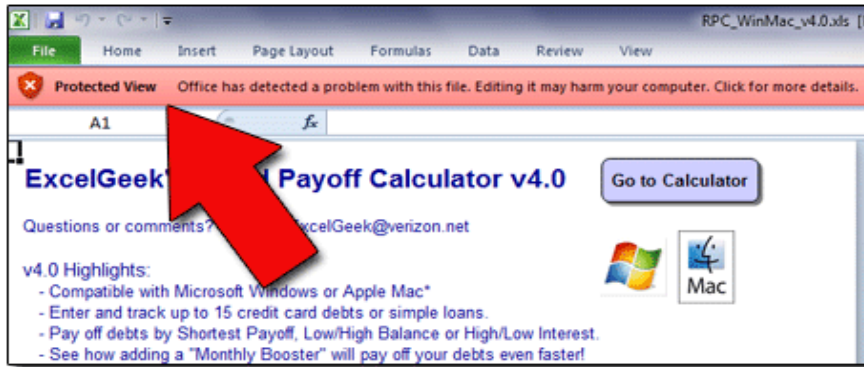 RPC_WinMac_v4.0.xls [
File Home Insert Page Layout Formulas Data Review View
Protected View Office has detected a problem with this file. Editing it may harm your computer. Click for more details.
A1 fx
ExcelGeek' Payoff Calculator v4.0 Go to Calculator
Questions or comments? ExcelGeek@verizon.net
v4.0 Highlights:
Mac
- Compatible with Microsoft Windows or Apple Mac*
- Enter and track up to 15 credit card debts or simple loans.
- Pay off debts by Shortest Payoff, Low/High Balance or High/Low Interest.
- See how adding a "Monthly Booster" will pay off your debts even faster!